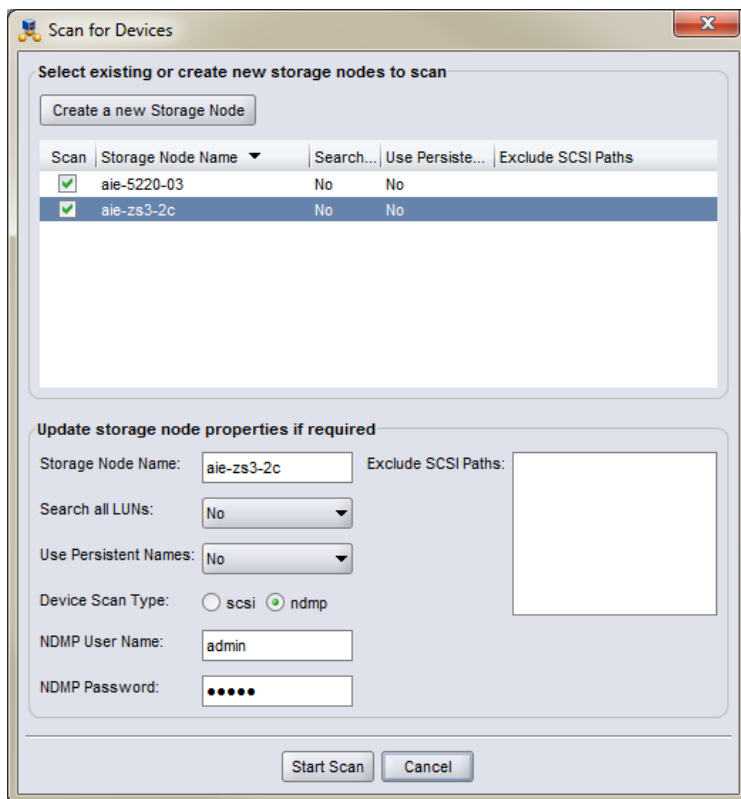 Scan for Devices
Select existing or create new storage nodes to scan
Create a new Storage Node
Scan Storage Node Name Search... Use Persiste... Exclude SCSI Paths
aie-5220-03 No No
aie-zs3-2c No No
Update storage node properties if required
Storage Node Name: aie-zs3-2c Exclude SCSI Paths:
Search all LUNs: No
Use Persistent Names: No
Device Scan Type: scsi ndmp
NDMP User Name: admin
NDMP Password: •••••
Start Scan Cancel